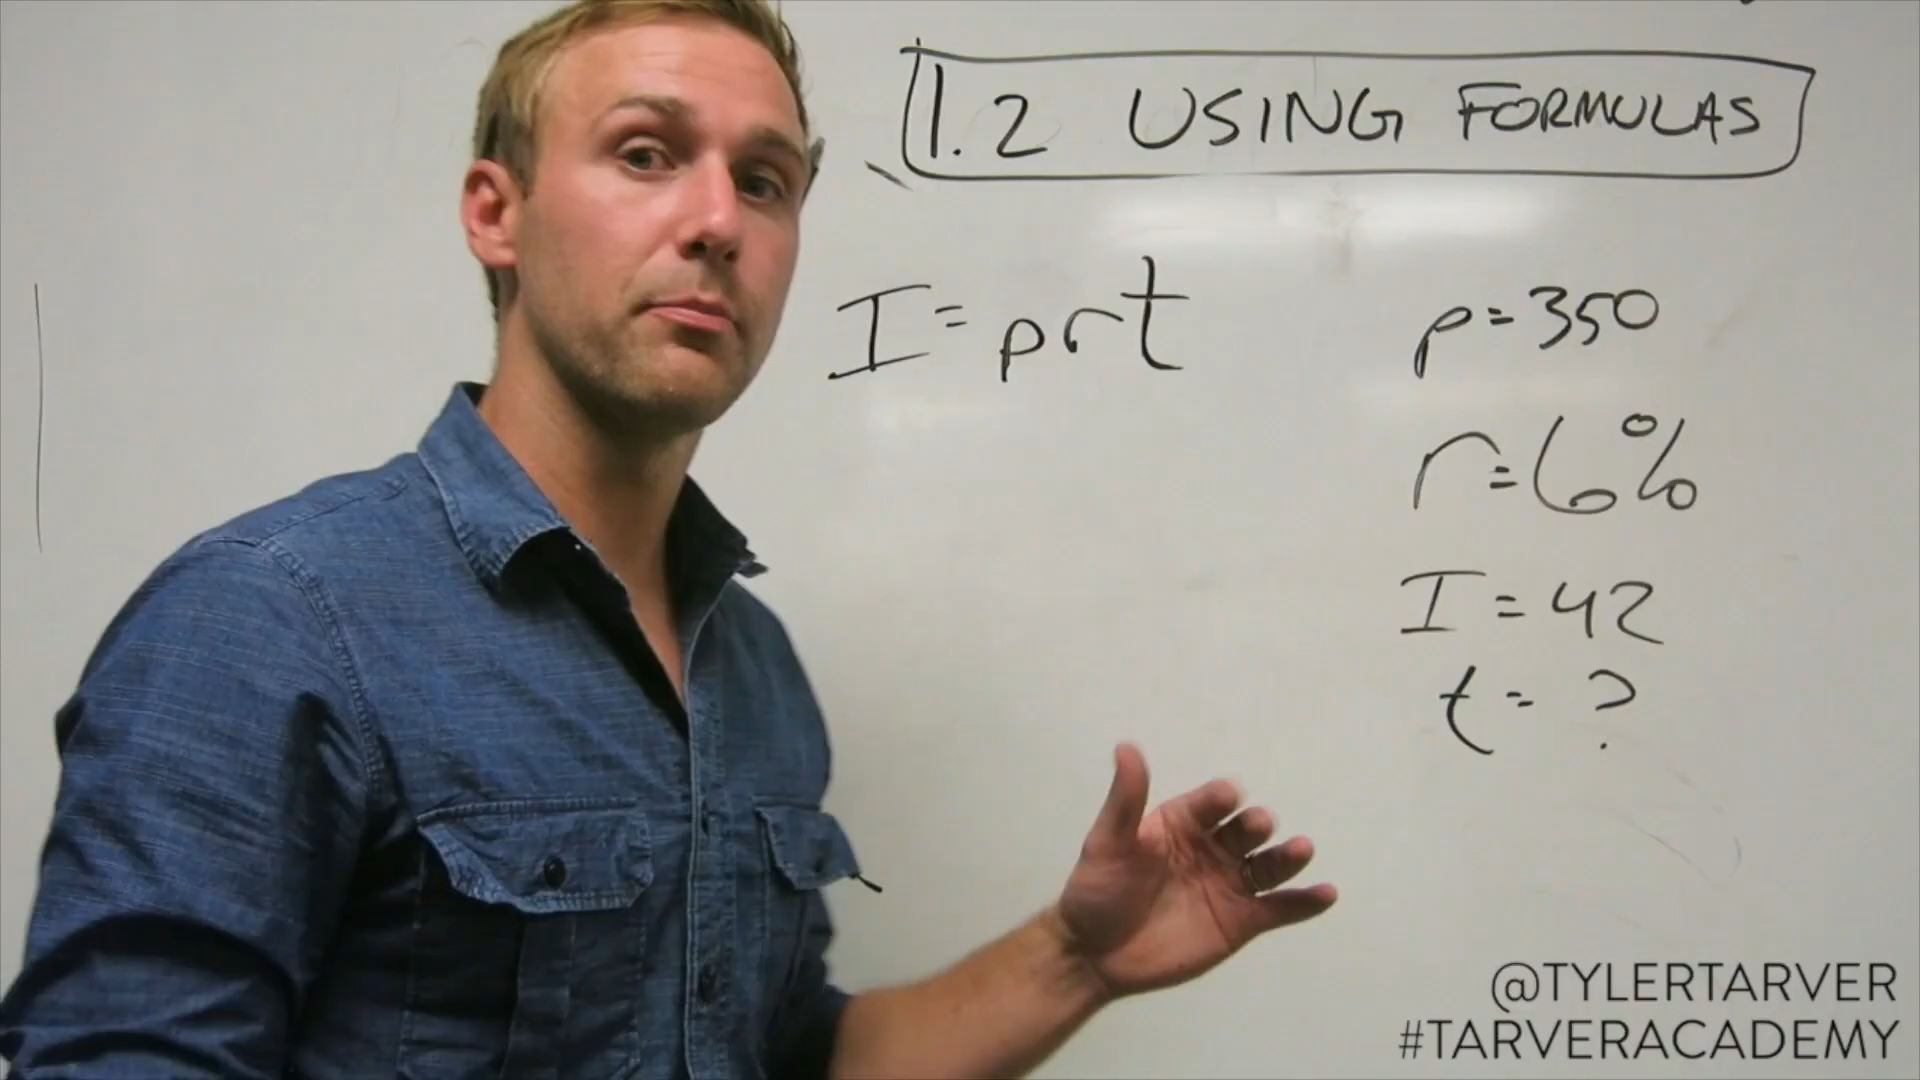 1.2 USING FORMULAS
I=prt
p=350
r=6%
I=42
t=?
@TYLERTARVER
#TARVERACADEMY